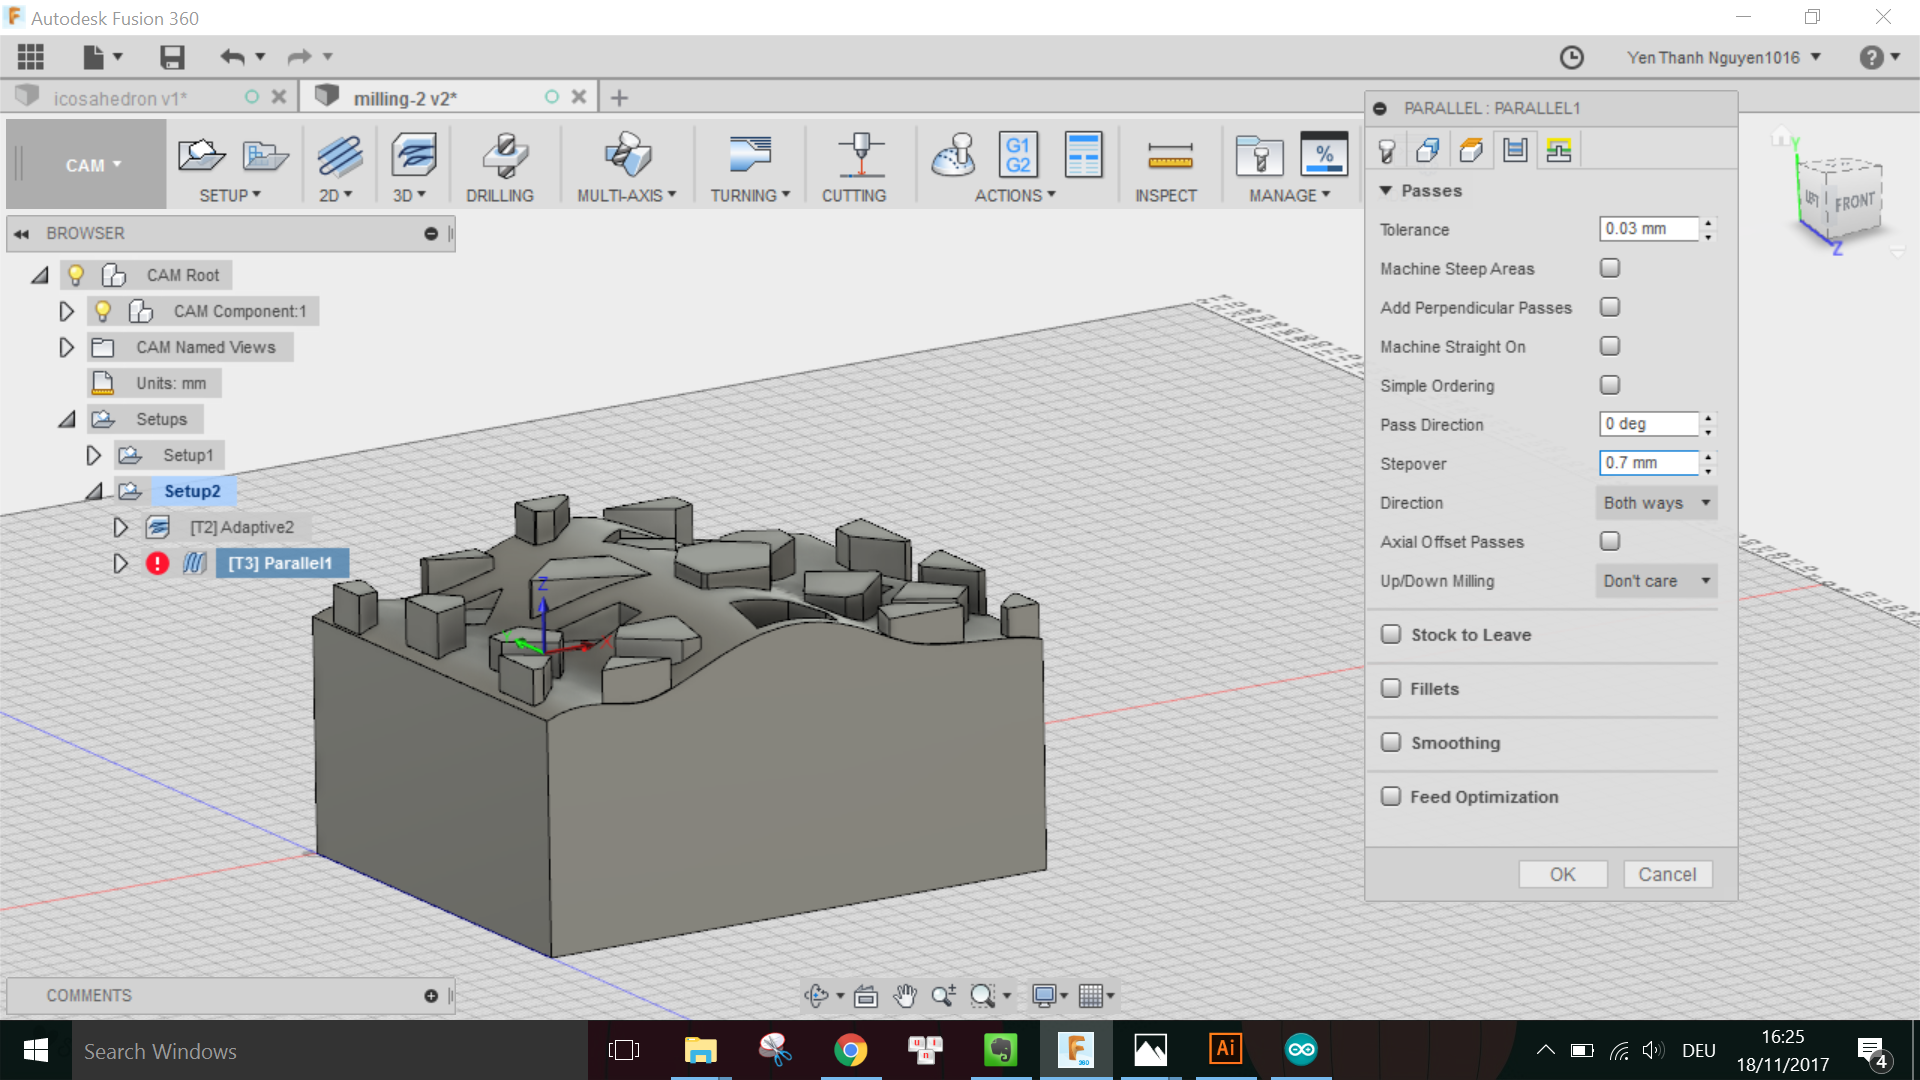 Autodesk Fusion 360
Yen Thanh Nguyen1016
icosahedron v1*
milling-2 v2*
CAM
SETUP
2D
3D
DRILLING
MULTI-AXIS
TURNING
CUTTING
G1
G2
ACTIONS
INSPECT
%
MANAGE
BROWSER
CAM Root
CAM Component:1
CAM Named Views
Units: mm
Setups
Setup1
Setup2
[T2] Adaptive2
[T3] Parallel1
Z
X
PARALLEL : PARALLEL1
Passes
Tolerance 0.03 mm
Machine Steep Areas
Add Perpendicular Passes
Machine Straight On
Simple Ordering
Pass Direction 0 deg
Stepover 0.7 mm
Direction Both ways
Axial Offset Passes
Up/Down Milling Don't care
Stock to Leave
Fillets
Smoothing
Feed Optimization
OK Cancel
Y
LEFT FRONT
Z
COMMENTS
Search Windows
u i n
F 360
Ai
DEU
16:25
18/11/2017
4